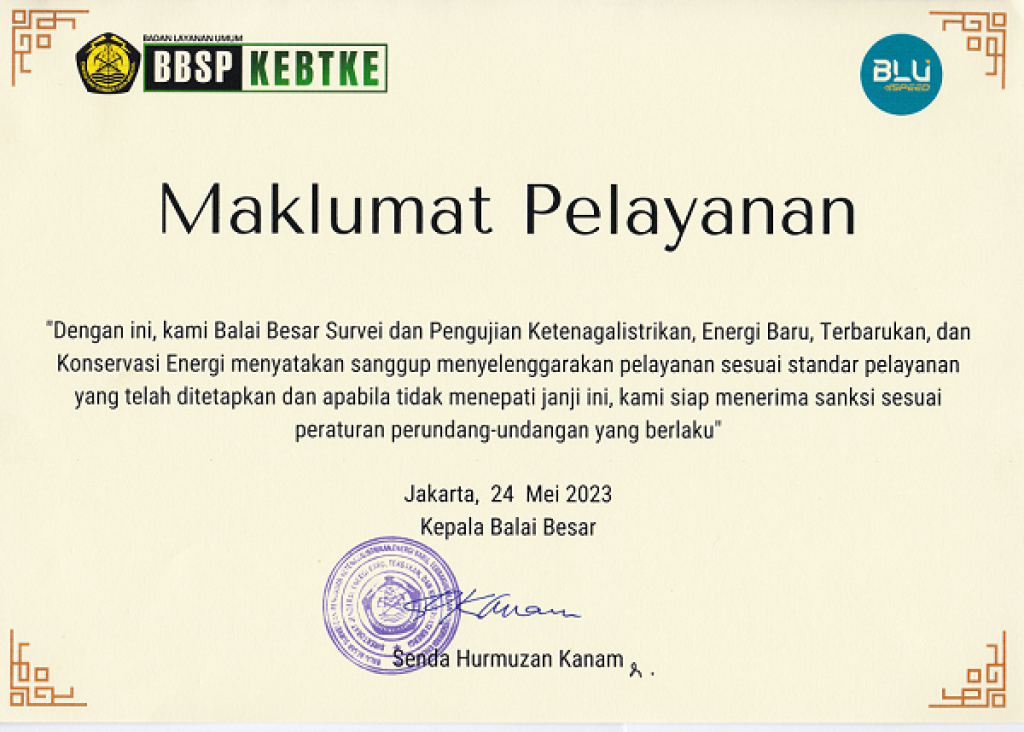 BADAN LAYANAN UMUM
BBSP KEBTKE
BLU
SPEED
Maklumat Pelayanan
"Dengan ini, kami Balai Besar Survei dan Pengujian Ketenagalistrikan, Energi Baru, Terbarukan, dan
Konservasi Energi menyatakan sanggup menyelenggarakan pelayanan sesuai standar pelayanan
yang telah ditetapkan dan apabila tidak menepati janji ini, kami siap menerima sanksi sesuai
peraturan perundang-undangan yang berlaku"
Jakarta, 24 Mei 2023
Kepala Balai Besar
Kanam
Senda Hurmuzan Kanam